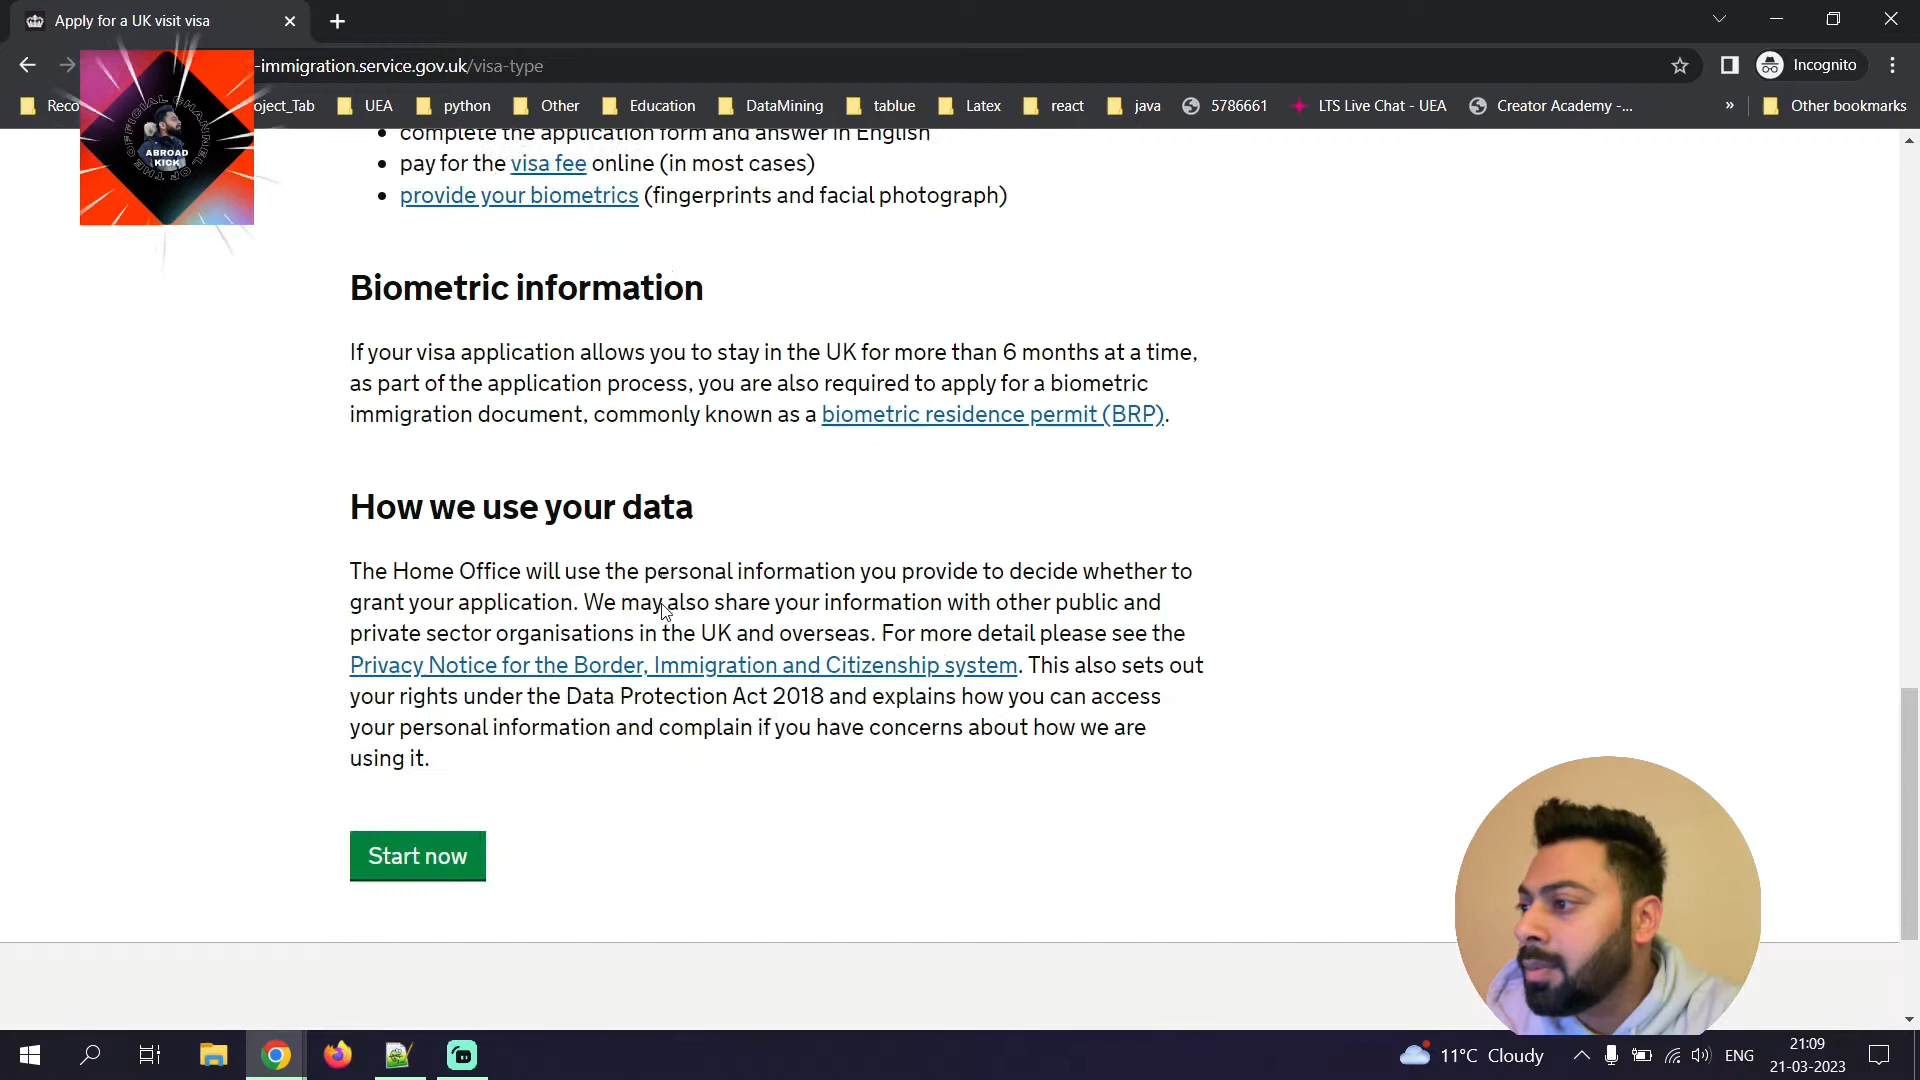 Apply for a UK visit visa
-immigration.service.gov.uk/visa-type
Incognito
Reco
oject_Tab
UEA
python
Other
Education
DataMining
tablue
Latex
react
java
5786661
LTS Live Chat - UEA
Creator Academy -...
»
Other bookmarks
THE OFFICIAL CHANNEL OF
ABROAD
KICK
• complete the application form and answer in English
• pay for the visa fee online (in most cases)
• provide your biometrics (fingerprints and facial photograph)
Biometric information
If your visa application allows you to stay in the UK for more than 6 months at a time,
as part of the application process, you are also required to apply for a biometric
immigration document, commonly known as a biometric residence permit (BRP).
How we use your data
The Home Office will use the personal information you provide to decide whether to
grant your application. We may also share your information with other public and
private sector organisations in the UK and overseas. For more detail please see the
Privacy Notice for the Border, Immigration and Citizenship system. This also sets out
your rights under the Data Protection Act 2018 and explains how you can access
your personal information and complain if you have concerns about how we are
using it.
Start now
11°C Cloudy
ENG
21:09
21-03-2023